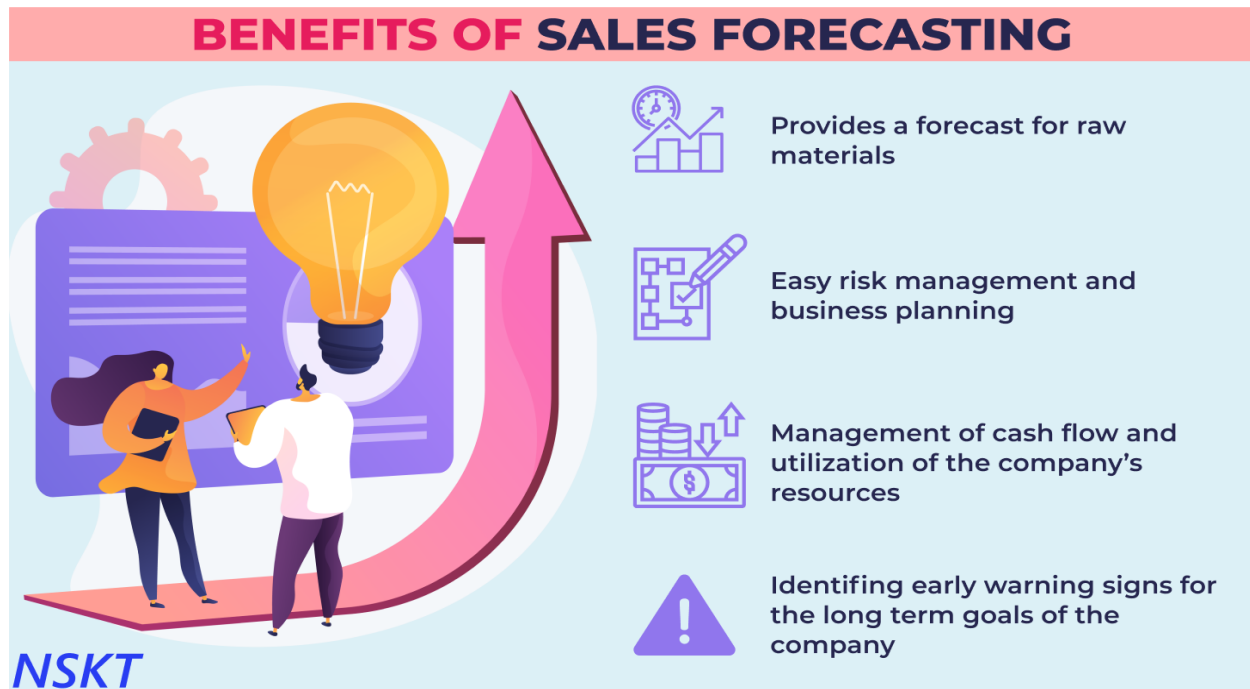 BENEFITS OF SALES FORECASTING
Provides a forecast for raw
materials
Easy risk management and
business planning
Management of cash flow and
utilization of the company’s
resources
Identifing early warning signs for
the long term goals of the
company
NSKT